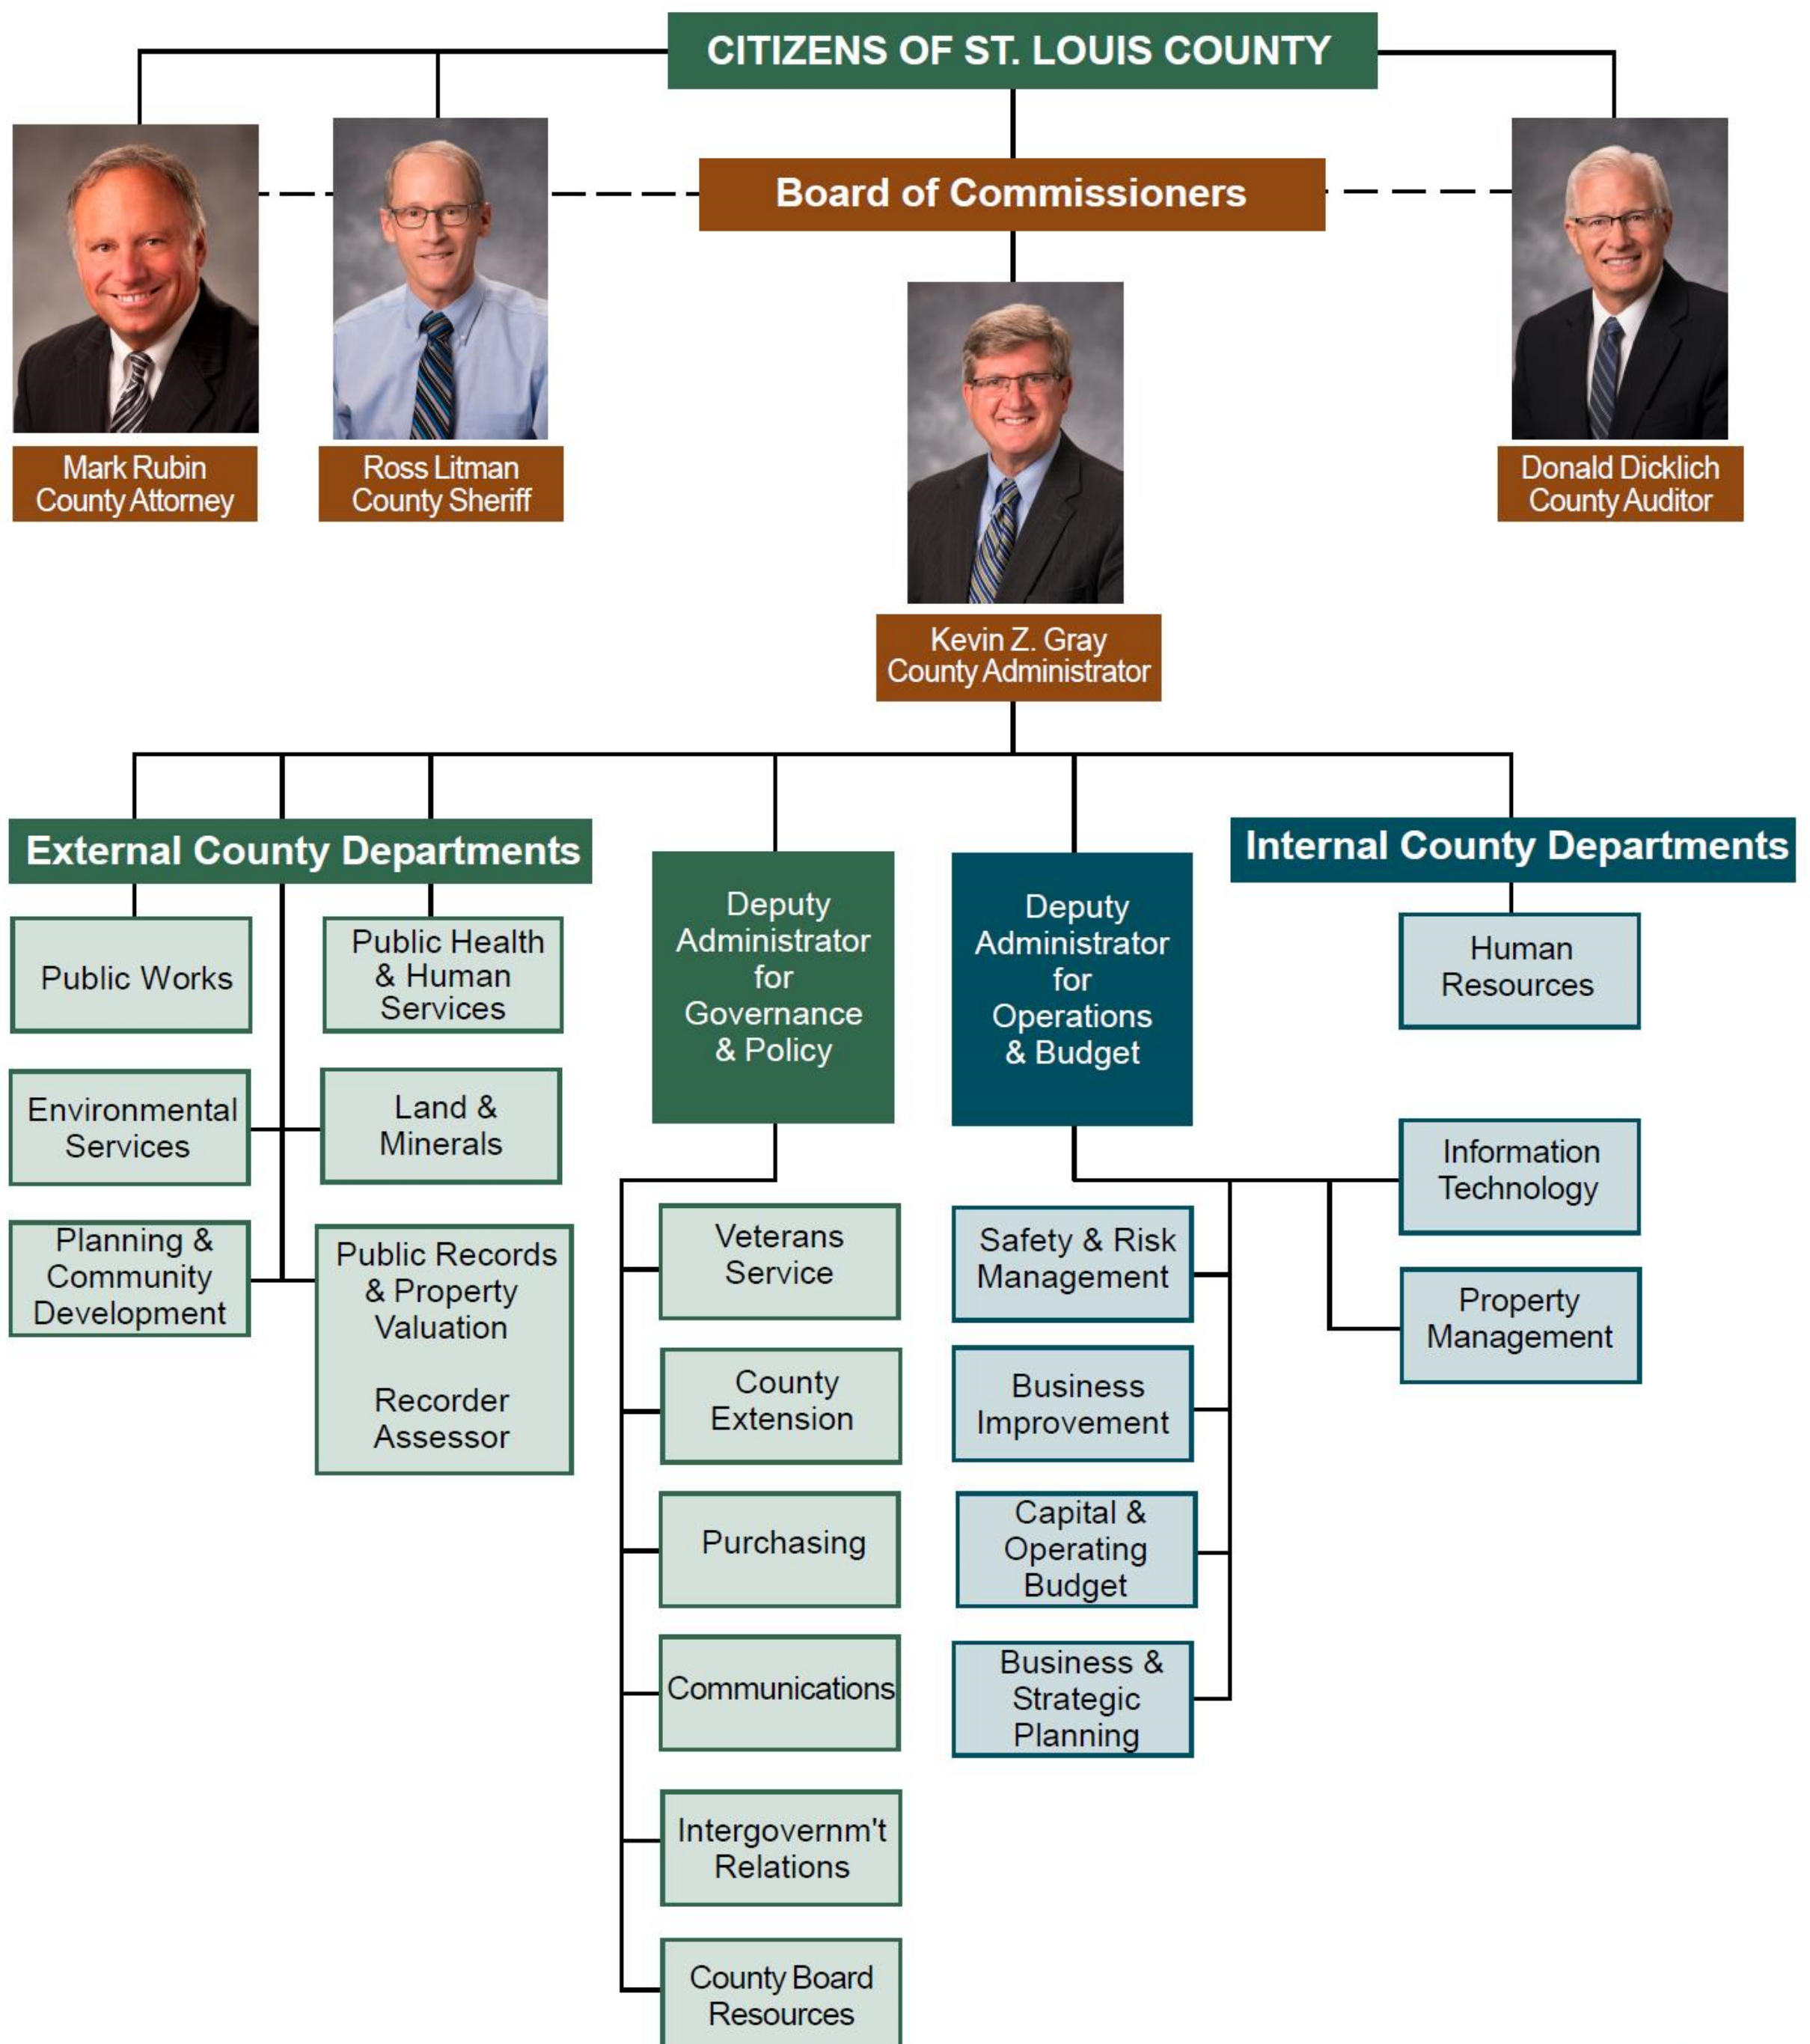 CITIZENS OF ST. LOUIS COUNTY
Board of Commissioners
Mark Rubin
County Attorney
Ross Litman
County Sheriff
Donald Dicklich
County Auditor
Kevin Z. Gray
County Administrator
External County Departments
Public Works
Public Health
& Human
Services
Environmental
Services
Land &
Minerals
Planning &
Community
Development
Public Records
& Property
Valuation
Recorder
Assessor
Deputy
Administrator
for
Governance
& Policy
Veterans
Service
County
Extension
Purchasing
Communications
Intergovernm't
Relations
County Board
Resources
Deputy
Administrator
for
Operations
& Budget
Safety & Risk
Management
Business
Improvement
Capital &
Operating
Budget
Business &
Strategic
Planning
Internal County Departments
Human
Resources
Information
Technology
Property
Management